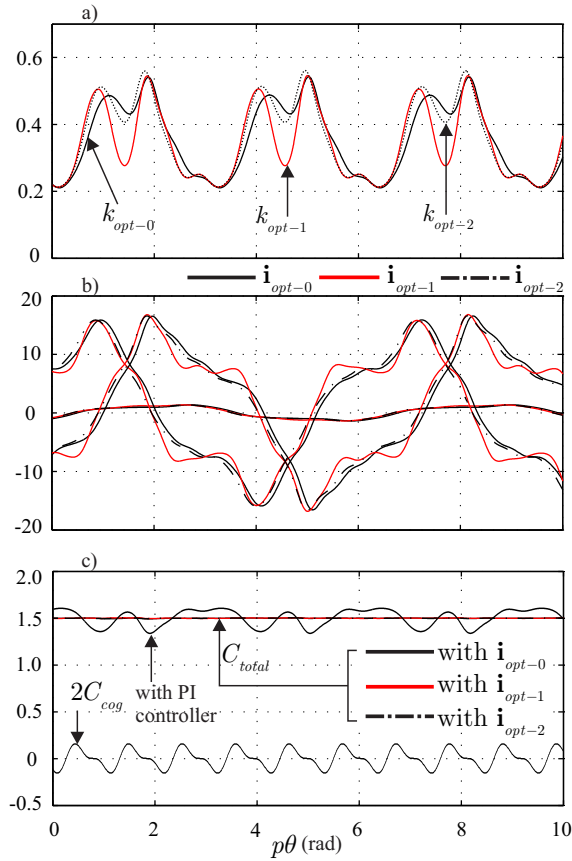 a)
0.6
0.4
0.2
0
k_opt-0
k_opt-1
k_opt-2
b)
i_opt-0
i_opt-1
i_opt-2
20
10
0
-10
-20
c)
2.0
1.5
1.0
0.5
0
-0.5
2C_cog
with PI
controller
C_total
with i_opt-0
with i_opt-1
with i_opt-2
0
2
4
6
8
10
pθ (rad)